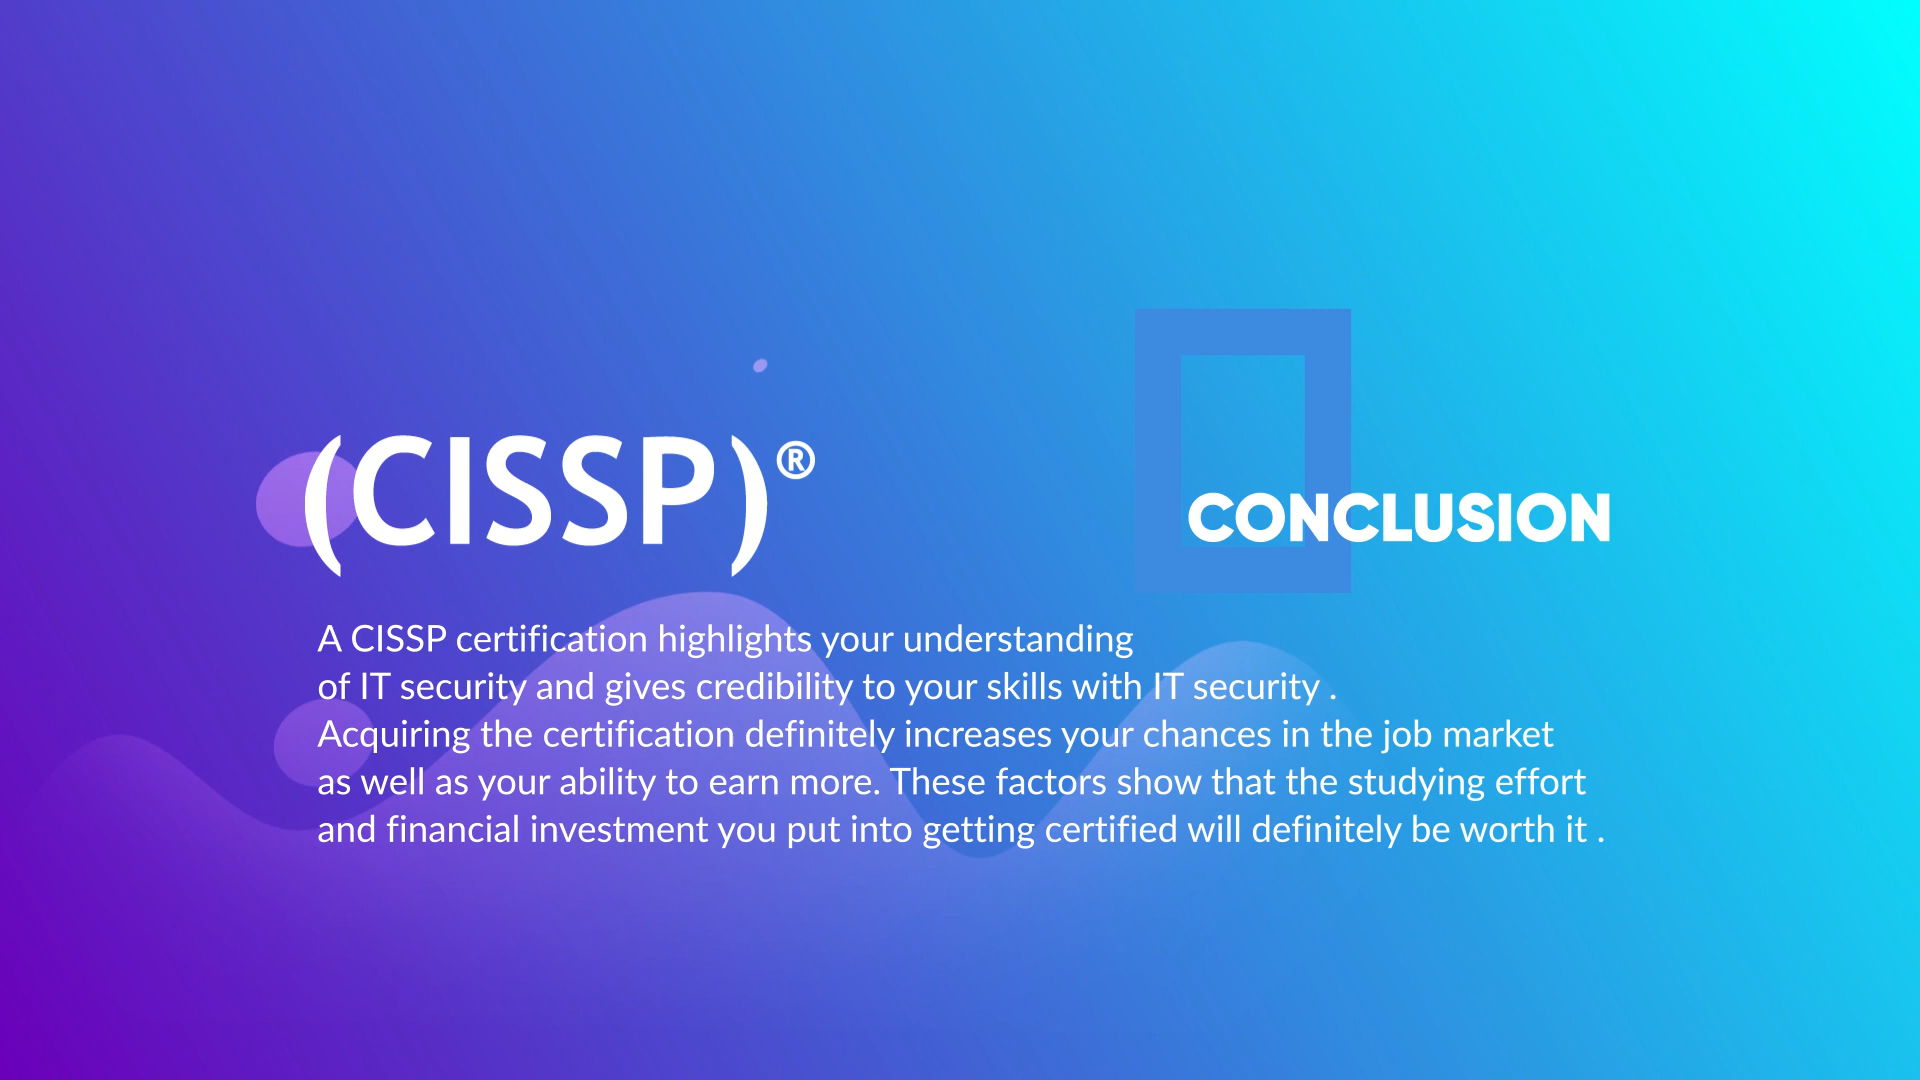 (CISSP)®
CONCLUSION
A CISSP certification highlights your understanding
of IT security and gives credibility to your skills with IT security .
Acquiring the certification definitely increases your chances in the job market
as well as your ability to earn more. These factors show that the studying effort
and financial investment you put into getting certified will definitely be worth it .